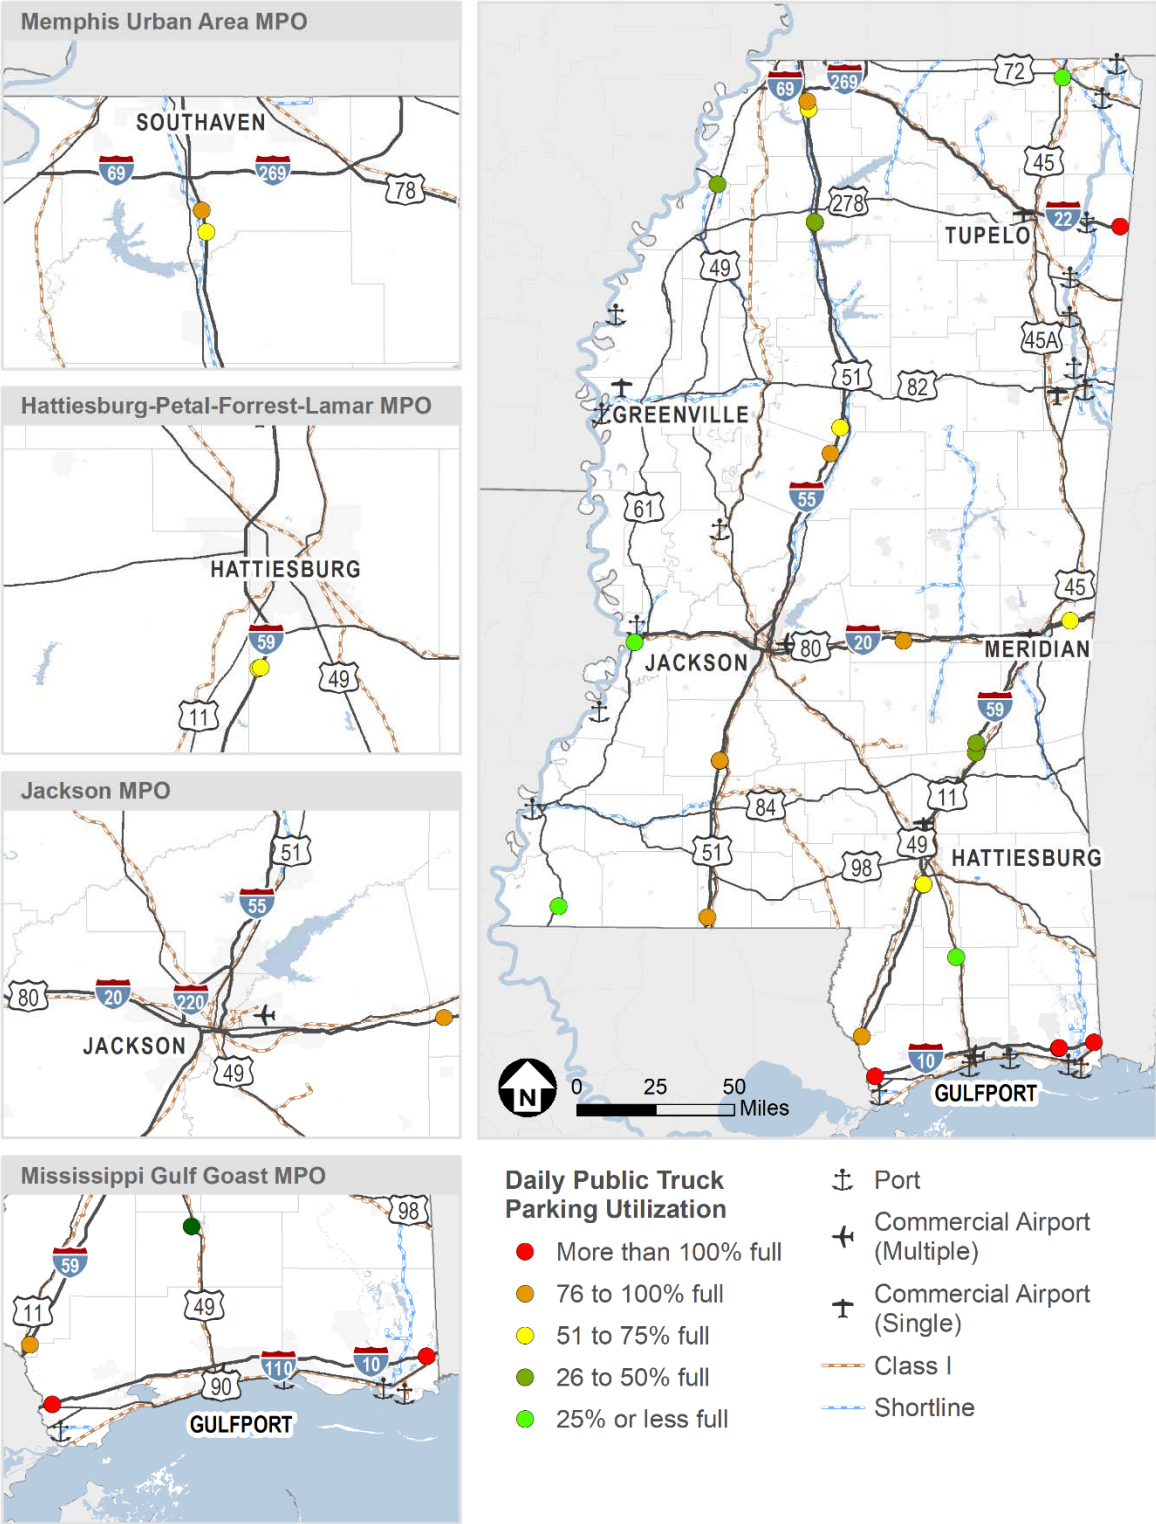 Memphis Urban Area MPO
SOUTHAVEN
69
269
78
Hattiesburg-Petal-Forrest-Lamar MPO
HATTIESBURG
59
49
11
Jackson MPO
51
55
80
20
220
JACKSON
49
Mississippi Gulf Goast MPO
98
59
11
49
110
10
90
GULFPORT
69
269
72
45
278
22
TUPELO
49
45A
51
82
GREENVILLE
61
55
45
20
80
JACKSON
MERIDIAN
59
11
84
51
49
98
HATTIESBURG
10
GULFPORT
N
0 25 50
Miles
Daily Public Truck
Parking Utilization
More than 100% full
76 to 100% full
51 to 75% full
26 to 50% full
25% or less full
Port
Commercial Airport
(Multiple)
Commercial Airport
(Single)
Class I
Shortline